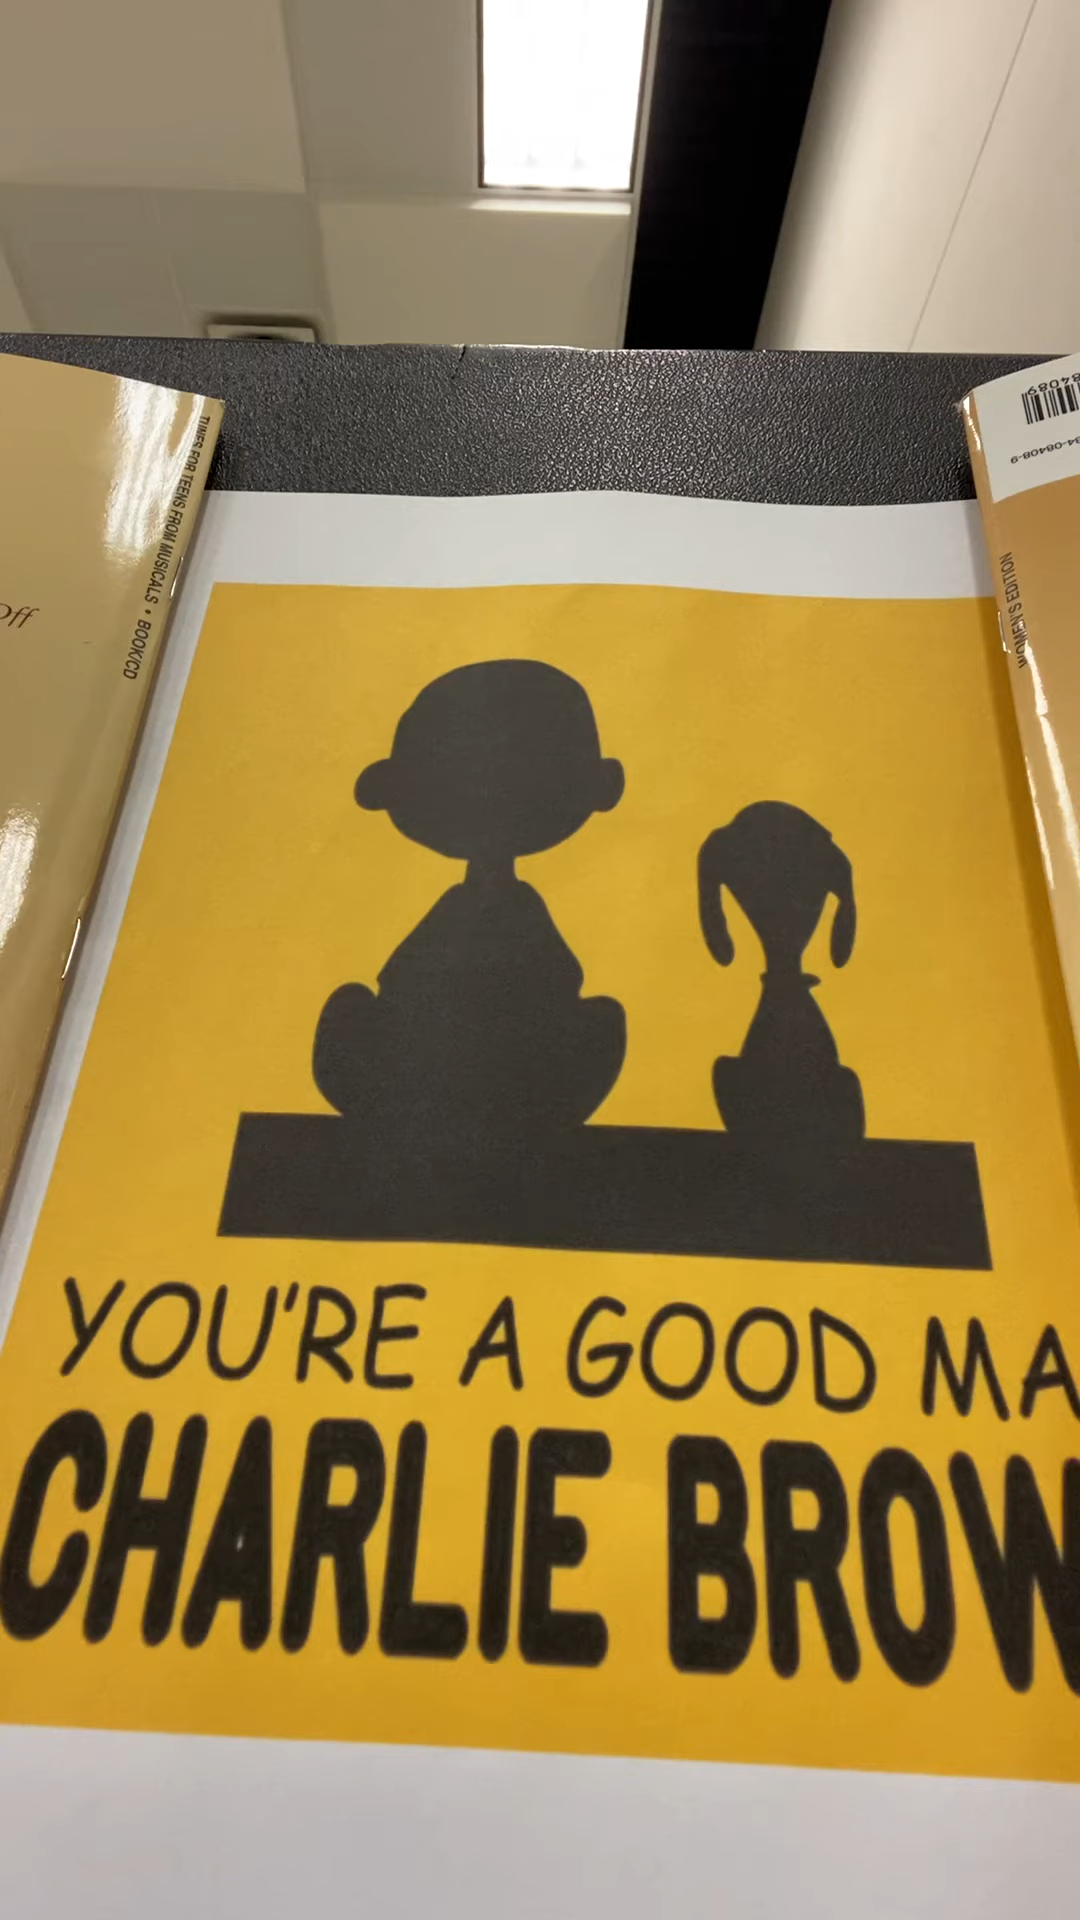 Off
TUNES FOR TEENS FROM MUSICALS • BOOK/CD
84089
34-08408-9
WOMEN'S EDITION
YOU'RE A GOOD MA
CHARLIE BROW